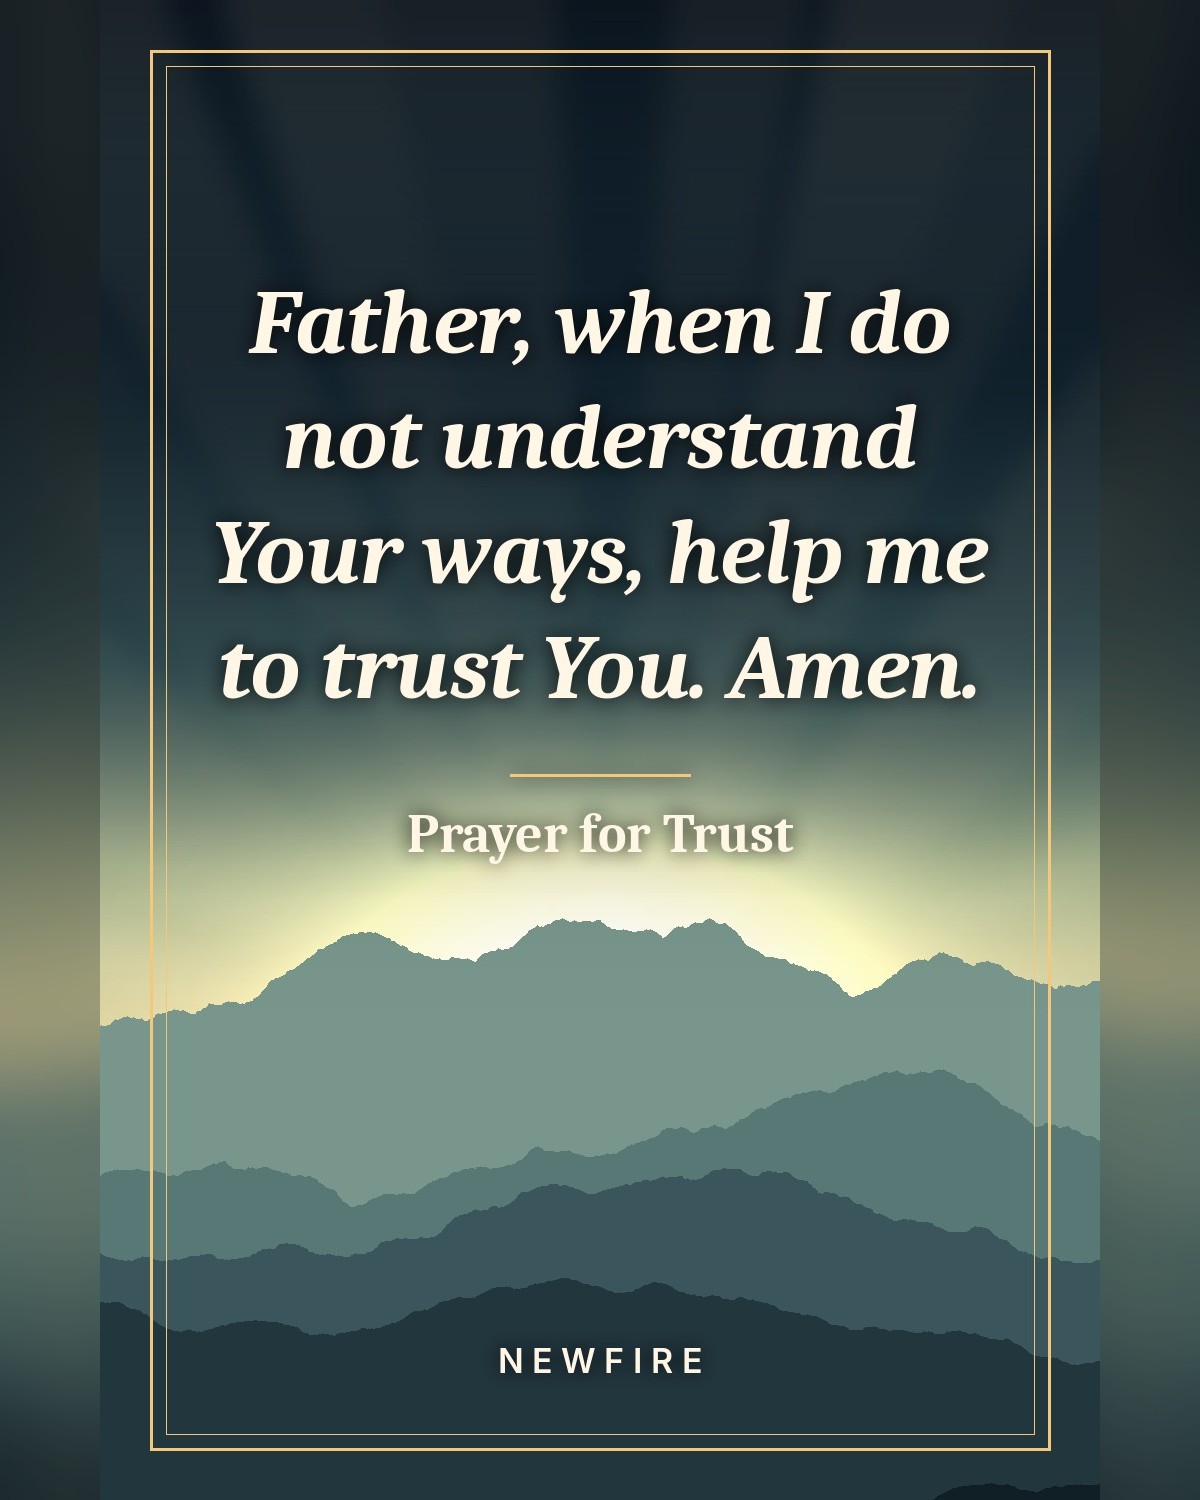 Father, when I do
not understand
Your ways, help me
to trust You. Amen.
Prayer for Trust
NEWFIRE